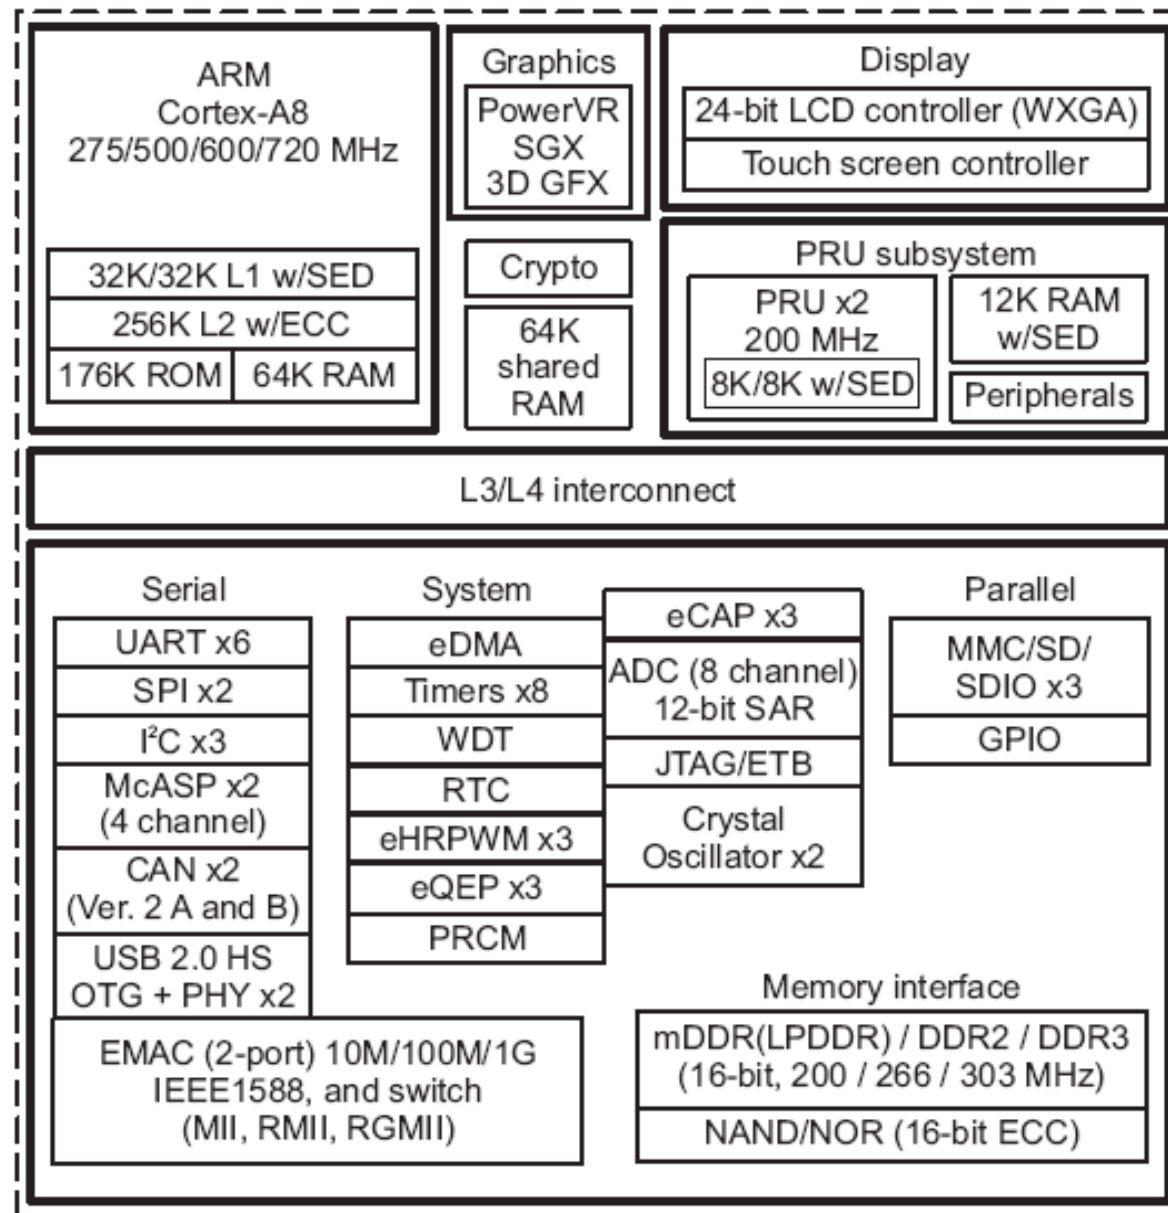 ARM
Cortex-A8
275/500/600/720 MHz
32K/32K L1 w/SED
256K L2 w/ECC
176K ROM
64K RAM
Graphics
PowerVR
SGX
3D GFX
Crypto
64K
shared
RAM
Display
24-bit LCD controller (WXGA)
Touch screen controller
PRU subsystem
PRU x2
200 MHz
8K/8K w/SED
12K RAM
w/SED
Peripherals
L3/L4 interconnect
Serial
UART x6
SPI x2
I²C x3
McASP x2
(4 channel)
CAN x2
(Ver. 2 A and B)
USB 2.0 HS
OTG + PHY x2
EMAC (2-port) 10M/100M/1G
IEEE1588, and switch
(MII, RMII, RGMII)
System
eDMA
Timers x8
WDT
RTC
eHRPWM x3
eQEP x3
PRCM
eCAP x3
ADC (8 channel)
12-bit SAR
JTAG/ETB
Crystal
Oscillator x2
Parallel
MMC/SD/
SDIO x3
GPIO
Memory interface
mDDR(LPDDR) / DDR2 / DDR3
(16-bit, 200 / 266 / 303 MHz)
NAND/NOR (16-bit ECC)